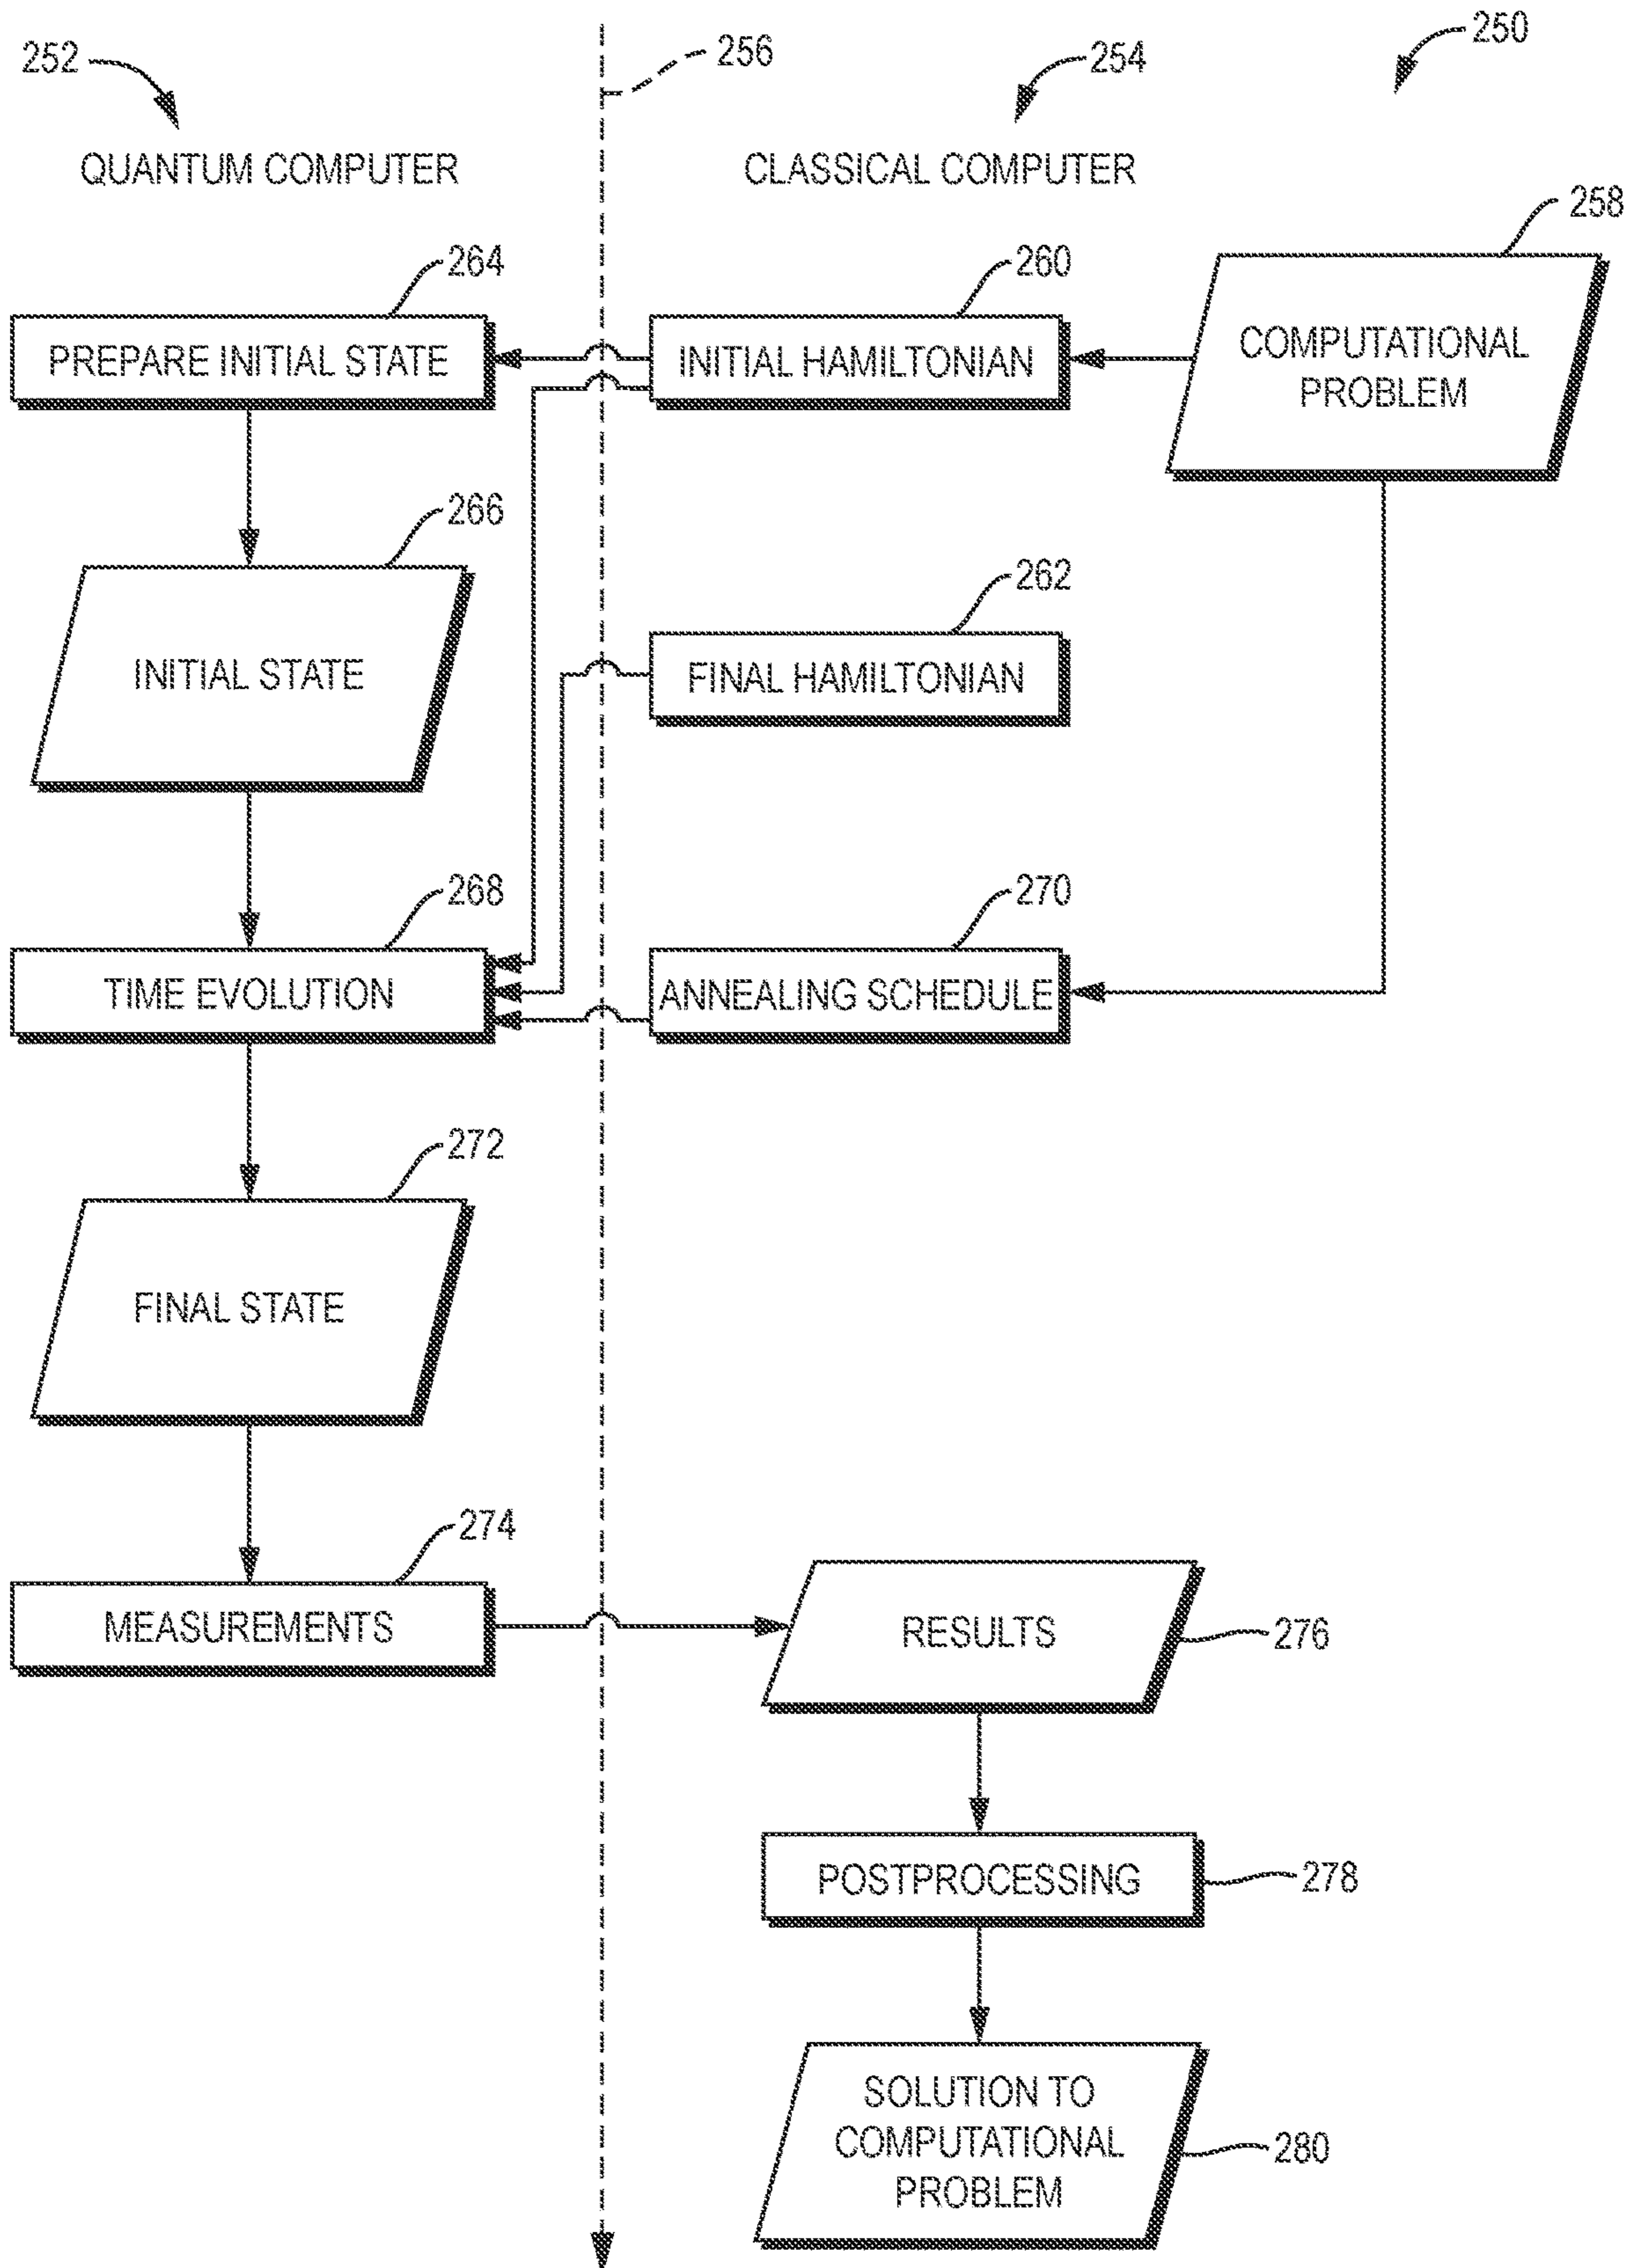 250
252
256
254
QUANTUM COMPUTER
CLASSICAL COMPUTER
258
264
260
PREPARE INITIAL STATE
INITIAL HAMILTONIAN
COMPUTATIONAL
PROBLEM
266
262
INITIAL STATE
FINAL HAMILTONIAN
268
270
TIME EVOLUTION
ANNEALING SCHEDULE
272
FINAL STATE
274
MEASUREMENTS
RESULTS
276
POSTPROCESSING
278
SOLUTION TO
COMPUTATIONAL
PROBLEM
280